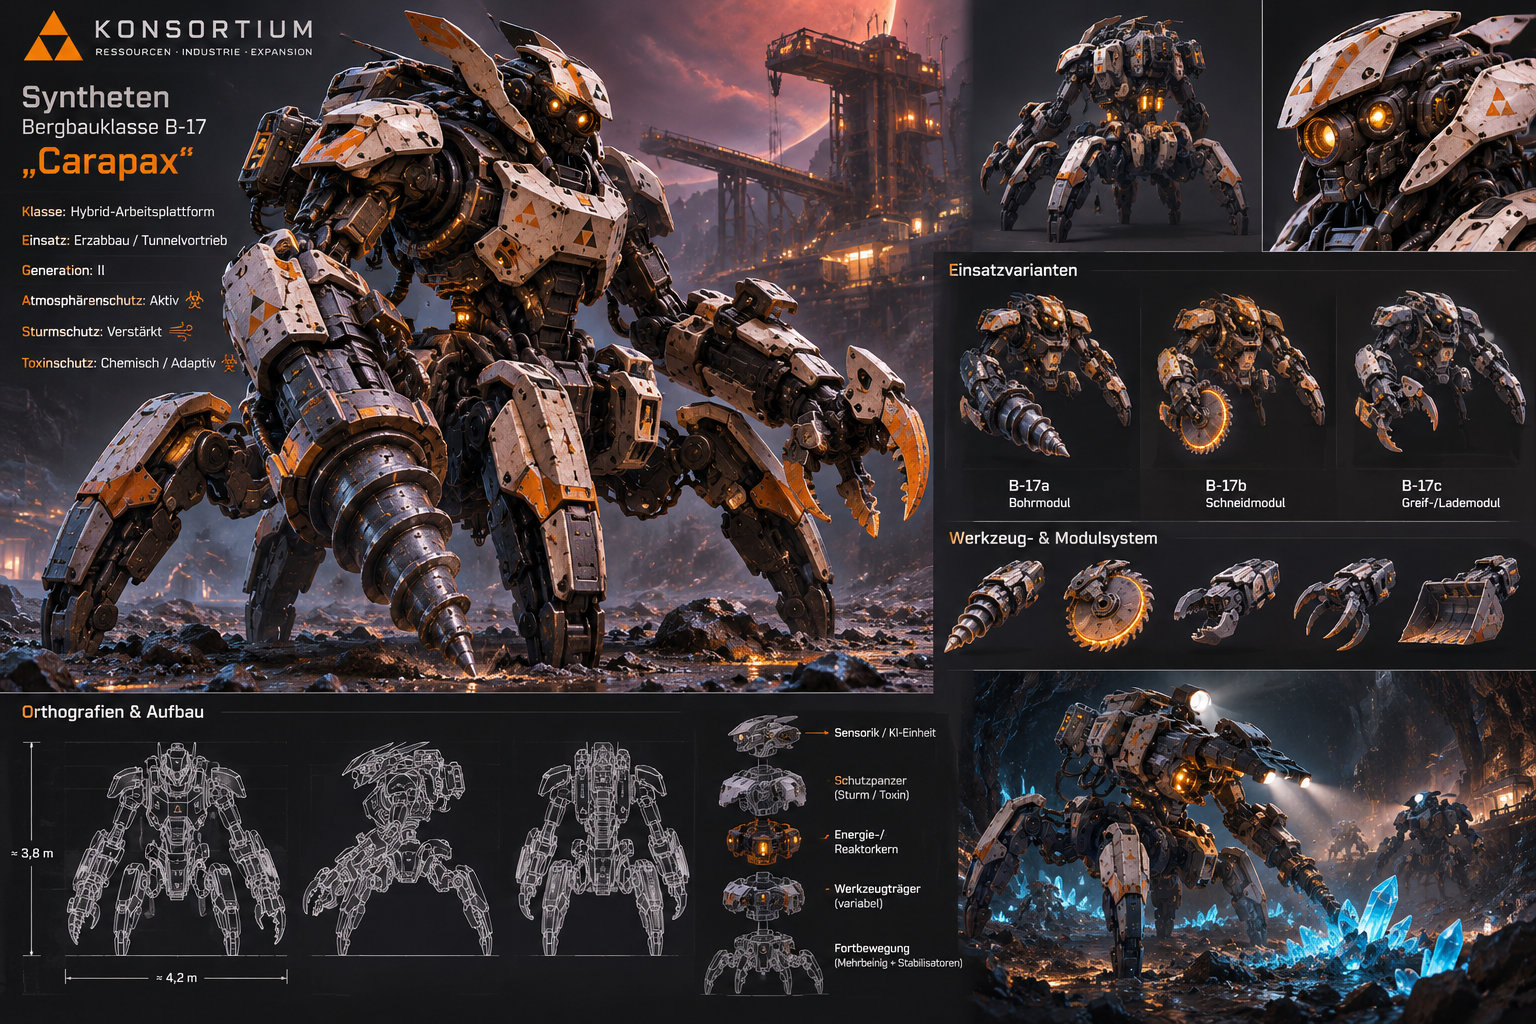 KONSORTIUM
RESSOURCEN · INDUSTRIE · EXPANSION
Syntheten
Bergbauklasse B-17
„Carapax“
Klasse: Hybrid-Arbeitsplattform
Einsatz: Erzabbau / Tunnelvortrieb
Generation: II
Atmosphärenschutz: Aktiv
Sturmschutz: Verstärkt
Toxinschutz: Chemisch / Adaptiv
Einsatzvarianten
B-17a
Bohrmodul
B-17b
Schneidmodul
B-17c
Greif-/Lademodul
Werkzeug- & Modulsystem
Orthografien & Aufbau
≈ 3,8 m
≈ 4,2 m
Sensorik / KI-Einheit
Schutzpanzer
(Sturm / Toxin)
Energie-/
Reaktorkern
Werkzeugträger
(variabel)
Fortbewegung
(Mehrbeinig + Stabilisatoren)